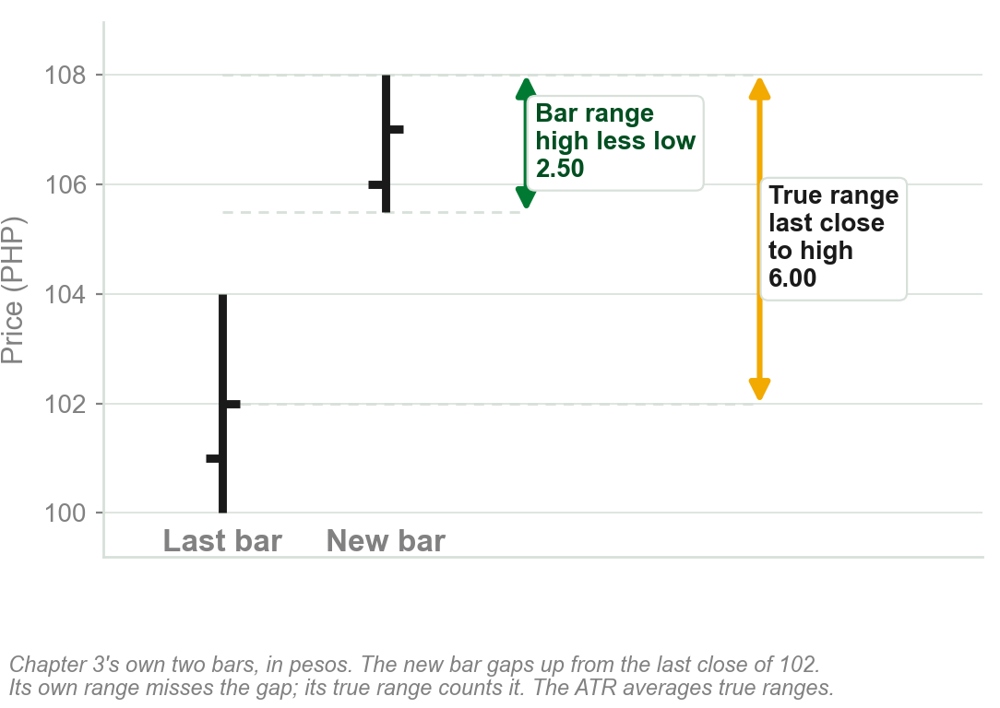 108
106
104
102
100
Price (PHP)
Bar range
high less low
2.50
True range
last close
to high
6.00
Last bar
New bar
Chapter 3's own two bars, in pesos. The new bar gaps up from the last close of 102.
Its own range misses the gap; its true range counts it. The ATR averages true ranges.